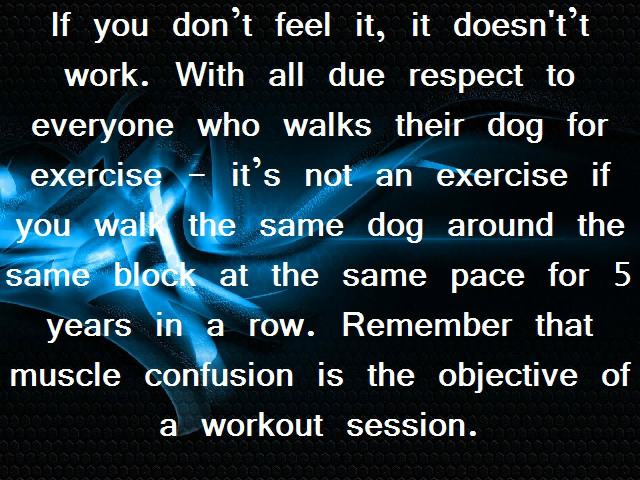 If you don’t feel it, it doesn't’t
work. With all due respect to
everyone who walks their dog for
exercise – it’s not an exercise if
you walk the same dog around the
same block at the same pace for 5
years in a row. Remember that
muscle confusion is the objective of
a workout session.